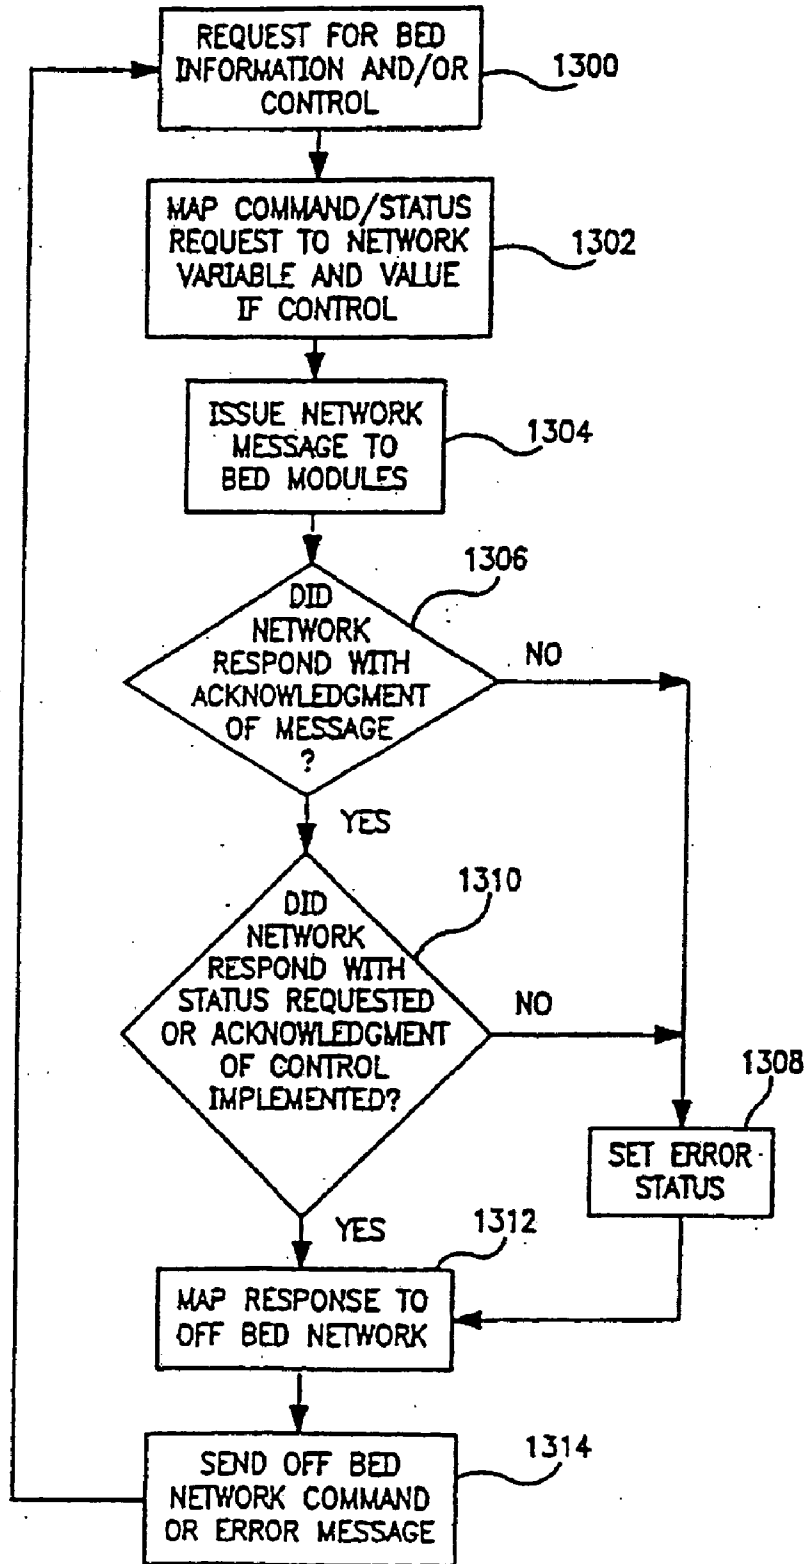 REQUEST FOR BED
INFORMATION AND/OR
CONTROL
1300
MAP COMMAND/STATUS
REQUEST TO NETWORK
VARIABLE AND VALUE
IF CONTROL
1302
ISSUE NETWORK
MESSAGE TO
BED MODULES
1304
1306
DID
NETWORK
RESPOND WITH
ACKNOWLEDGMENT
OF MESSAGE
?
NO
YES
1310
DID
NETWORK
RESPOND WITH
STATUS REQUESTED
OR ACKNOWLEDGMENT
OF CONTROL
IMPLEMENTED?
NO
1308
SET ERROR
STATUS
YES
1312
MAP RESPONSE TO
OFF BED NETWORK
1314
SEND OFF BED
NETWORK COMMAND
OR ERROR MESSAGE